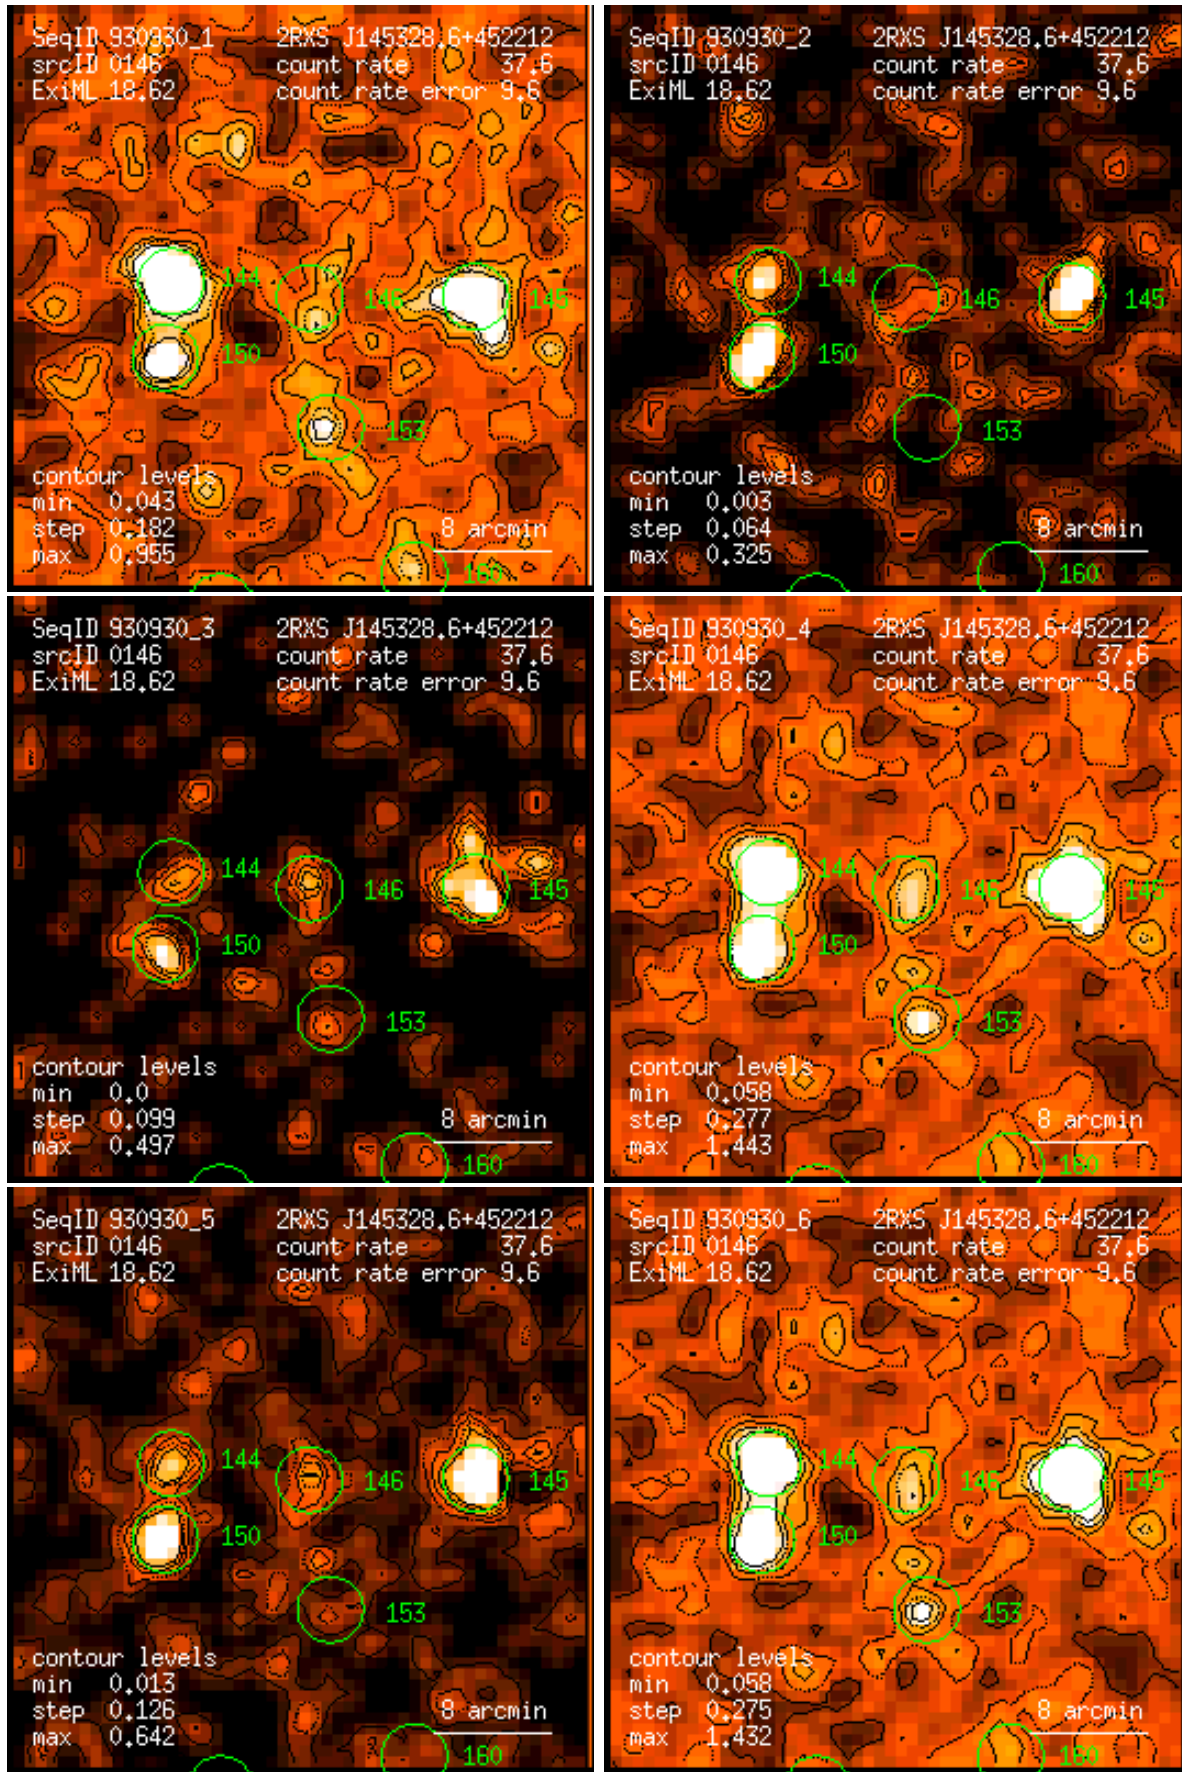 SeqID 930930_1 2RXS J145328.6+452212
srcID 0146 count rate 37.6
ExiML 18.62 count rate error 9.6
144
146
145
150
153
contour levels
min 0.043
step 0.182
max 0.955
8 arcmin
160
SeqID 930930_2 2RXS J145328.6+452212
srcID 0146 count rate 37.6
ExiML 18.62 count rate error 9.6
144
146
145
150
153
contour levels
min 0.003
step 0.064
max 0.325
8 arcmin
160
SeqID 930930_3 2RXS J145328.6+452212
srcID 0146 count rate 37.6
ExiML 18.62 count rate error 9.6
144
146
145
150
153
contour levels
min 0.0
step 0.099
max 0.497
8 arcmin
160
SeqID 930930_4 2RXS J145328.6+452212
srcID 0146 count rate 37.6
ExiML 18.62 count rate error 9.6
144
146
145
150
153
contour levels
min 0.058
step 0.277
max 1.443
8 arcmin
160
SeqID 930930_5 2RXS J145328.6+452212
srcID 0146 count rate 37.6
ExiML 18.62 count rate error 9.6
144
146
145
150
153
contour levels
min 0.013
step 0.126
max 0.642
8 arcmin
160
SeqID 930930_6 2RXS J145328.6+452212
srcID 0146 count rate 37.6
ExiML 18.62 count rate error 9.6
144
146
145
150
153
contour levels
min 0.058
step 0.275
max 1.432
8 arcmin
160